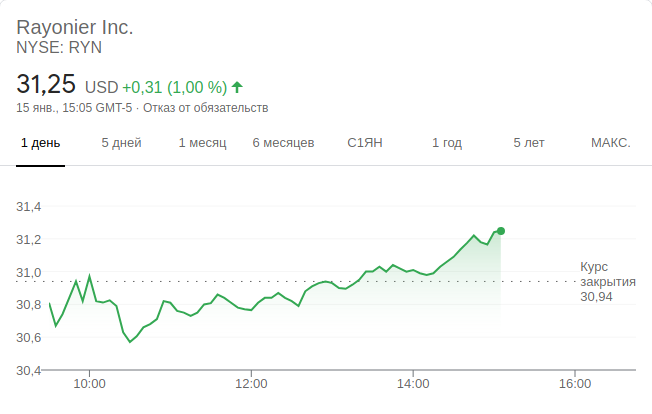 Rayonier Inc.
NYSE: RYN
31,25 USD +0,31 (1,00 %)
15 янв., 15:05 GMT-5 · Отказ от обязательств
1 день 5 дней 1 месяц 6 месяцев С1ЯН 1 год 5 лет МАКС.
31,4
31,2
31,0
30,8
30,6
30,4
Курс
закрытия
30,94
10:00 12:00 14:00 16:00